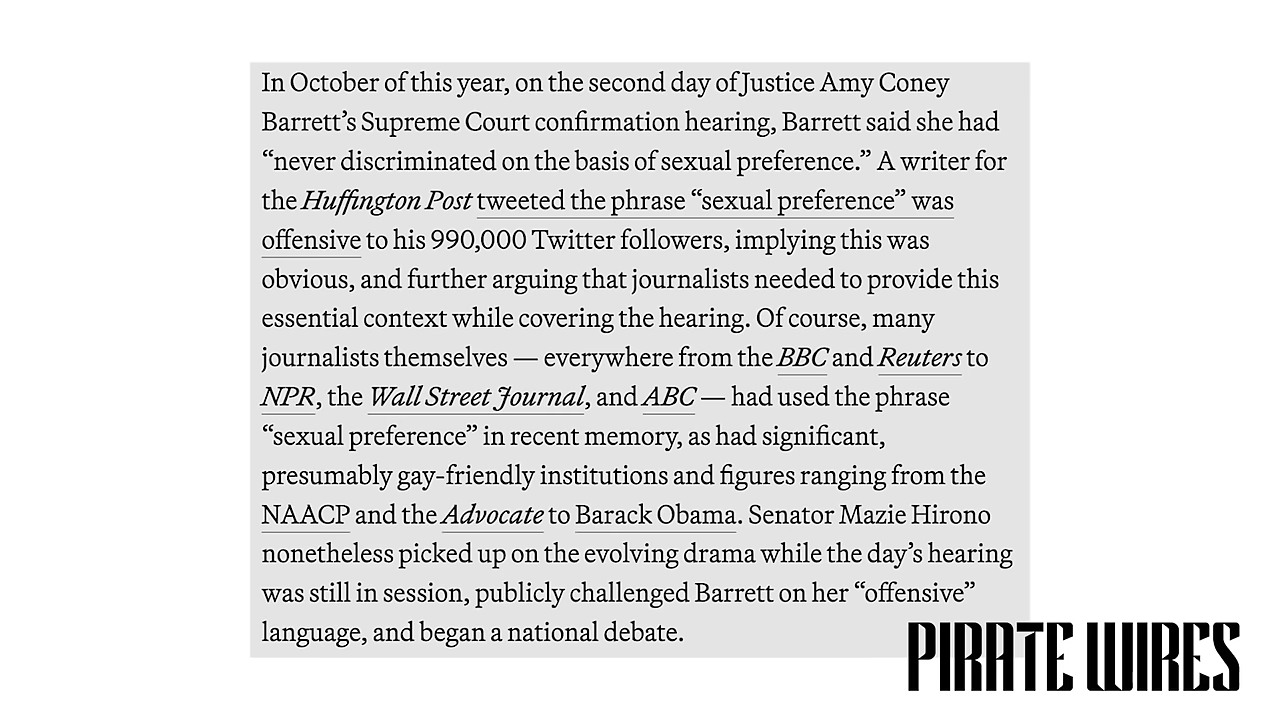 In October of this year, on the second day of Justice Amy Coney
Barrett’s Supreme Court confirmation hearing, Barrett said she had
“never discriminated on the basis of sexual preference.” A writer for
the Huffington Post tweeted the phrase “sexual preference” was
offensive to his 990,000 Twitter followers, implying this was
obvious, and further arguing that journalists needed to provide this
essential context while covering the hearing. Of course, many
journalists themselves — everywhere from the BBC and Reuters to
NPR, the Wall Street Journal, and ABC — had used the phrase
“sexual preference” in recent memory, as had significant,
presumably gay-friendly institutions and figures ranging from the
NAACP and the Advocate to Barack Obama. Senator Mazie Hirono
nonetheless picked up on the evolving drama while the day’s hearing
was still in session, publicly challenged Barrett on her “offensive”
language, and began a national debate.
PIRATE WIRES